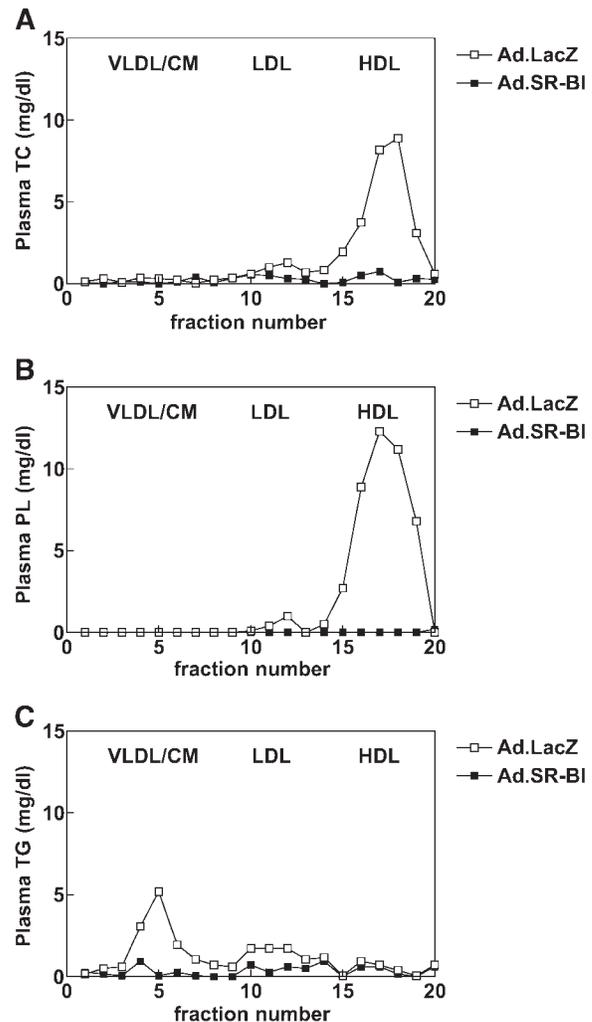 A
15
VLDL/CM LDL HDL
Ad.LacZ
Ad.SR-BI
10
5
0
Plasma TC (mg/dl)
0 5 10 15 20
fraction number
B
15
VLDL/CM LDL HDL
Ad.LacZ
Ad.SR-BI
10
5
0
Plasma PL (mg/dl)
0 5 10 15 20
fraction number
C
15
VLDL/CM LDL HDL
Ad.LacZ
Ad.SR-BI
10
5
0
Plasma TG (mg/dl)
0 5 10 15 20
fraction number